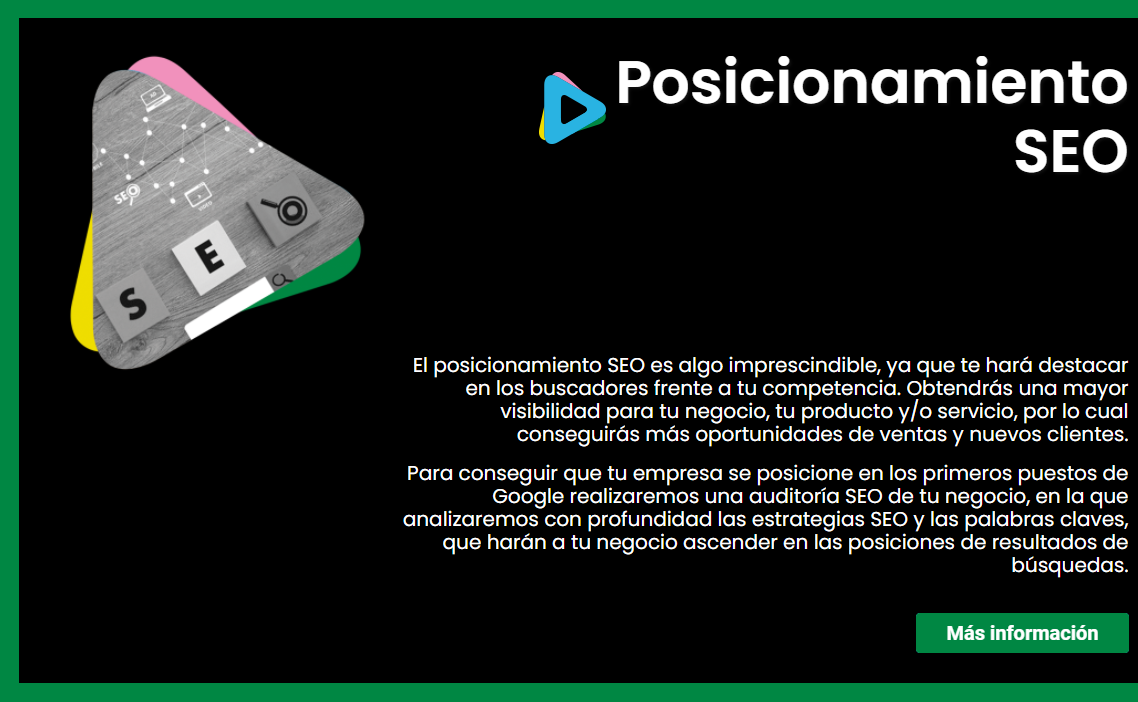 Posicionamiento
SEO
SEO
VIDEO
S
E
El posicionamiento SEO es algo imprescindible, ya que te hará destacar
en los buscadores frente a tu competencia. Obtendrás una mayor
visibilidad para tu negocio, tu producto y/o servicio, por lo cual
conseguirás más oportunidades de ventas y nuevos clientes.
Para conseguir que tu empresa se posicione en los primeros puestos de
Google realizaremos una auditoría SEO de tu negocio, en la que
analizaremos con profundidad las estrategias SEO y las palabras claves,
que harán a tu negocio ascender en las posiciones de resultados de
búsquedas.
Más información